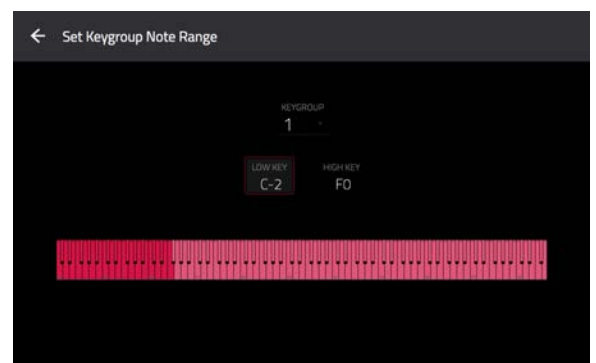 Set Keygroup Note Range
KEYGROUP
1
LOW KEY HIGH KEY
C-2 F0